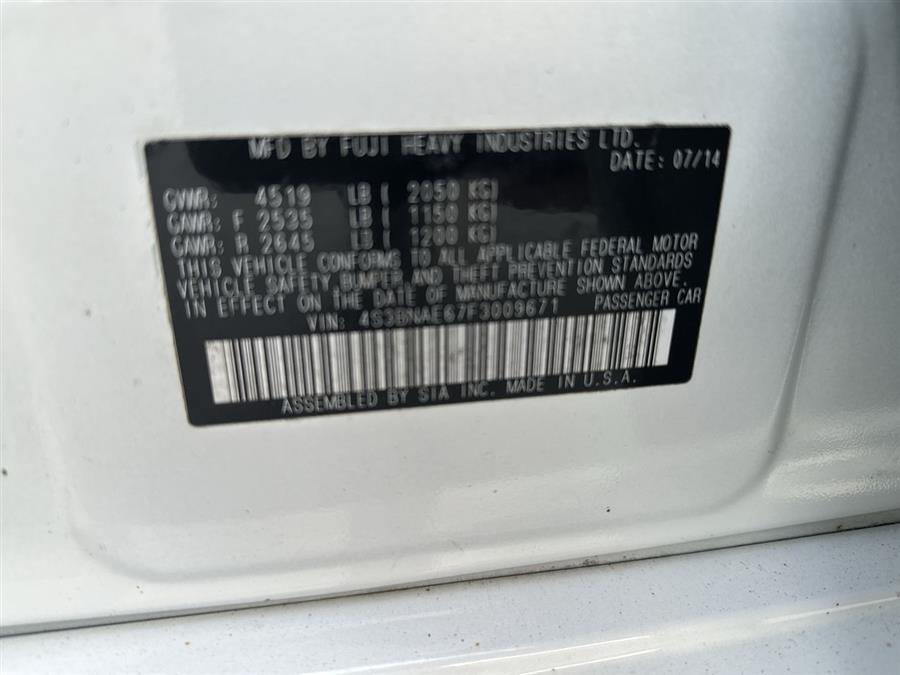 MFD BY FUJI HEAVY INDUSTRIES LTD.
DATE: 07/14
GVWR: 4519 LB ( 2050 KG)
GAWR: F 2535 LB ( 1150 KG)
GAWR: R 2645 LB ( 1200 KG)
THIS VEHICLE CONFORMS TO ALL APPLICABLE FEDERAL MOTOR
VEHICLE SAFETY, BUMPER AND THEFT PREVENTION STANDARDS
IN EFFECT ON THE DATE OF MANUFACTURE SHOWN ABOVE.
VIN: 4S3BNAE67F3009671 PASSENGER CAR
ASSEMBLED BY SIA INC. MADE IN U.S.A.